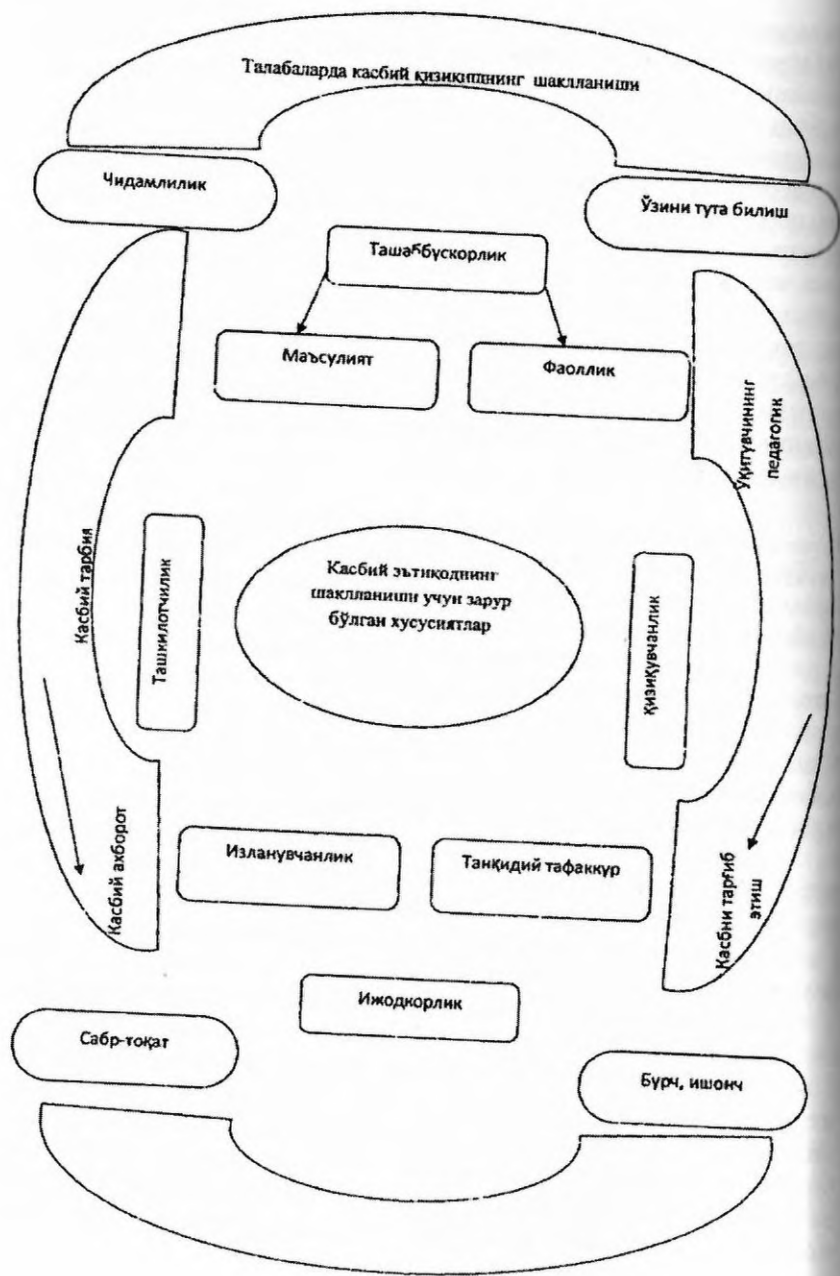 Талабаларда касбий қизиқишнинг шаклланиши
Чидамлилик
Ўзини тута билиш
Ташаббускорлик
Маъсулият
Фаоллик
Касбий тарбия
Касбий ахборот
Ташкилотчилик
Касбий эътиқоднинг
шаклланиши учун зарур
бўлган хусусиятлар
Қизиқувчанлик
Ўқитувчининг
педагогик
Касбни тарғиб
этиш
Изланувчанлик
Танқидий тафаккур
Ижодкорлик
Сабр-тоқат
Бурч, ишонч